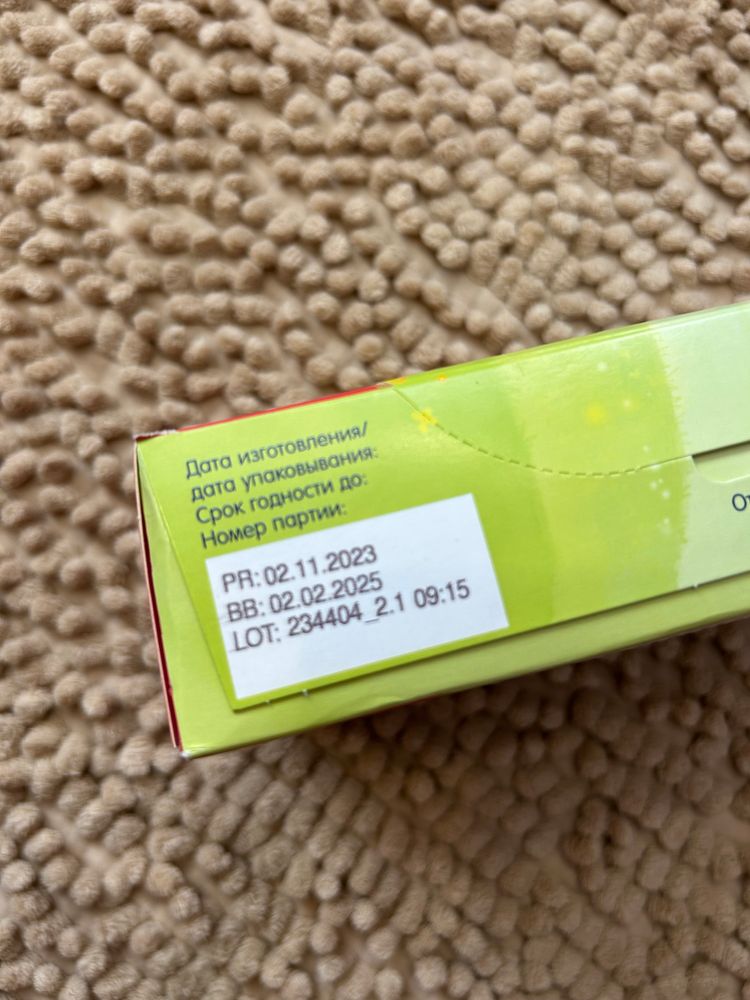 Дата изготовления/
дата упаковывания:
Срок годности до:
Номер партии:
PR: 02.11.2023
BB: 02.02.2025
LOT: 234404_2.1 09:15